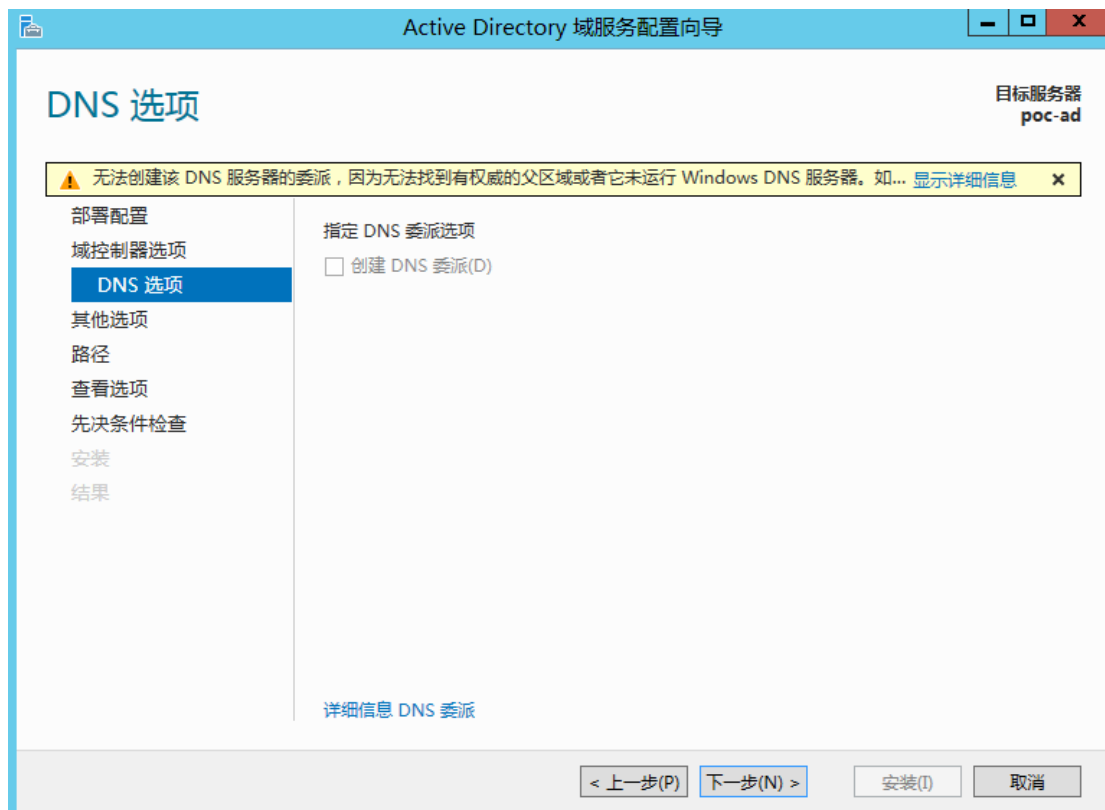 Active Directory 域服务配置向导
DNS 选项
目标服务器
poc-ad
无法创建该 DNS 服务器的委派，因为无法找到有权威的父区域或者它未运行 Windows DNS 服务器。如... 显示详细信息
部署配置
域控制器选项
DNS 选项
其他选项
路径
查看选项
先决条件检查
安装
结果
指定 DNS 委派选项
创建 DNS 委派(D)
详细信息 DNS 委派
< 上一步(P)
下一步(N) >
安装(I)
取消